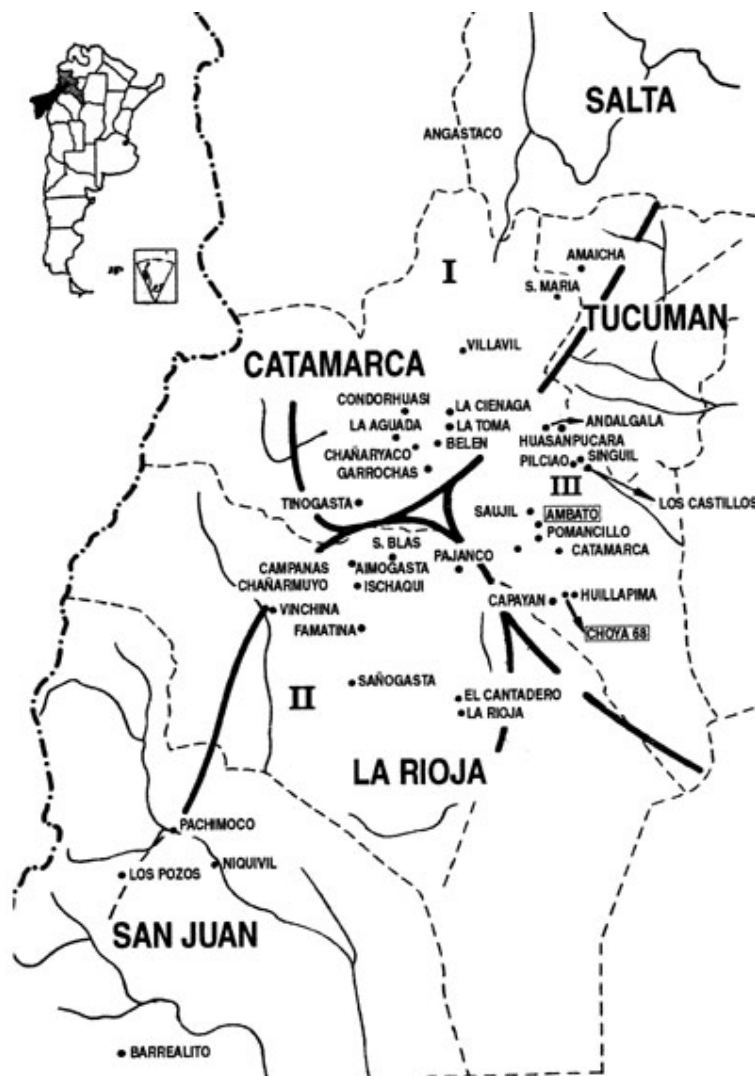 SALTA
ANGASTACO
I
AMAICHA
S. MARIA
TUCUMAN
VILLAVIL
CATAMARCA
CONDORHUASI
LA CIENAGA
LA AGUADA
LA TOMA
ANDALGALA
BELEN
HUASANPUCARA
CHAÑARYACO
PILCIAO
SINGUIL
GARROCHAS
III
TINOGASTA
LOS CASTILLOS
SAUJIL
AMBATO
POMANCILLO
S. BLAS
PAJANCO
CATAMARCA
CAMPANAS
AIMOGASTA
CHAÑARMUYO
ISCHAQUI
CAPAYAN
HUILLAPIMA
VINCHINA
FAMATINA
CHOYA 68
SAÑOGASTA
II
EL CANTADERO
LA RIOJA
LA RIOJA
PACHIMOCO
NIQUIVIL
LOS POZOS
SAN JUAN
BARREALITO